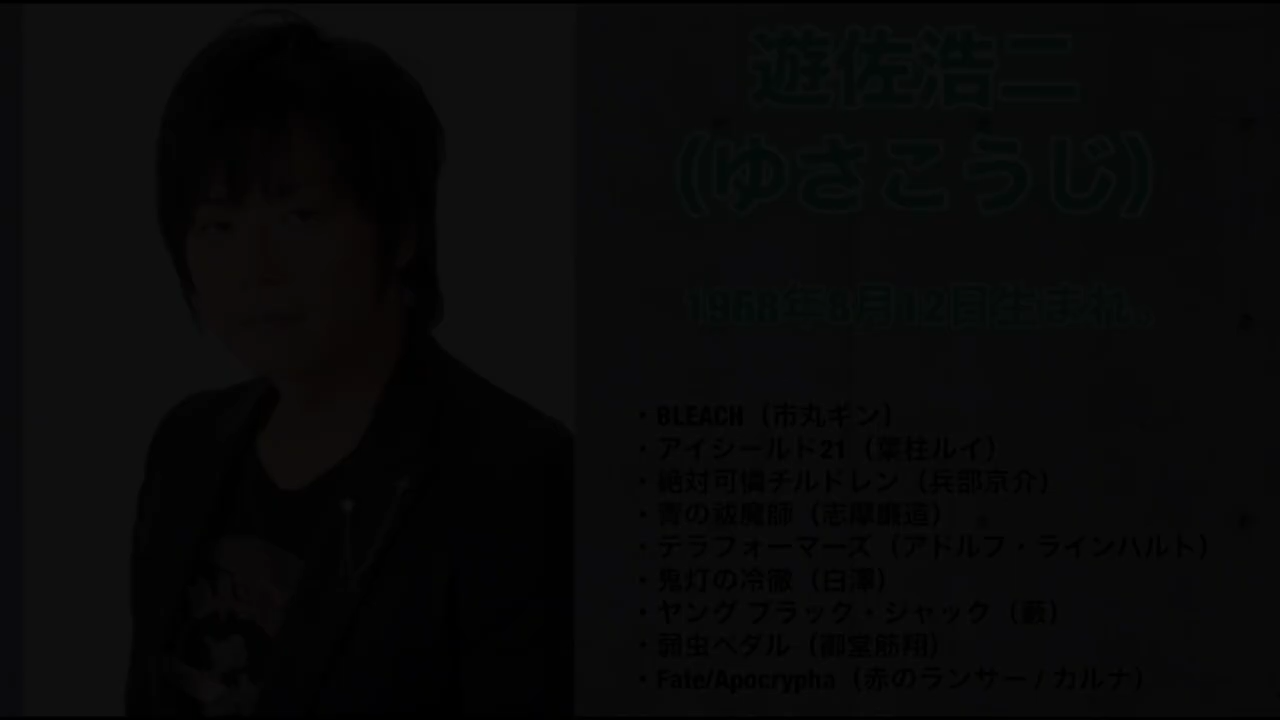 遊佐浩二
(ゆさこうじ)
1968年8月12日生まれ。
・BLEACH（市丸ギン）
・アイシールド21（葉柱ルイ）
・絶対可憐チルドレン（兵部京介）
・青の祓魔師（志摩廉造）
・テラフォーマーズ（アドルフ・ラインハルト）
・鬼灯の冷徹（白澤）
・ヤング ブラック・ジャック（藪）
・弱虫ペダル（御堂筋翔）
・Fate/Apocrypha（赤のランサー / カルナ）